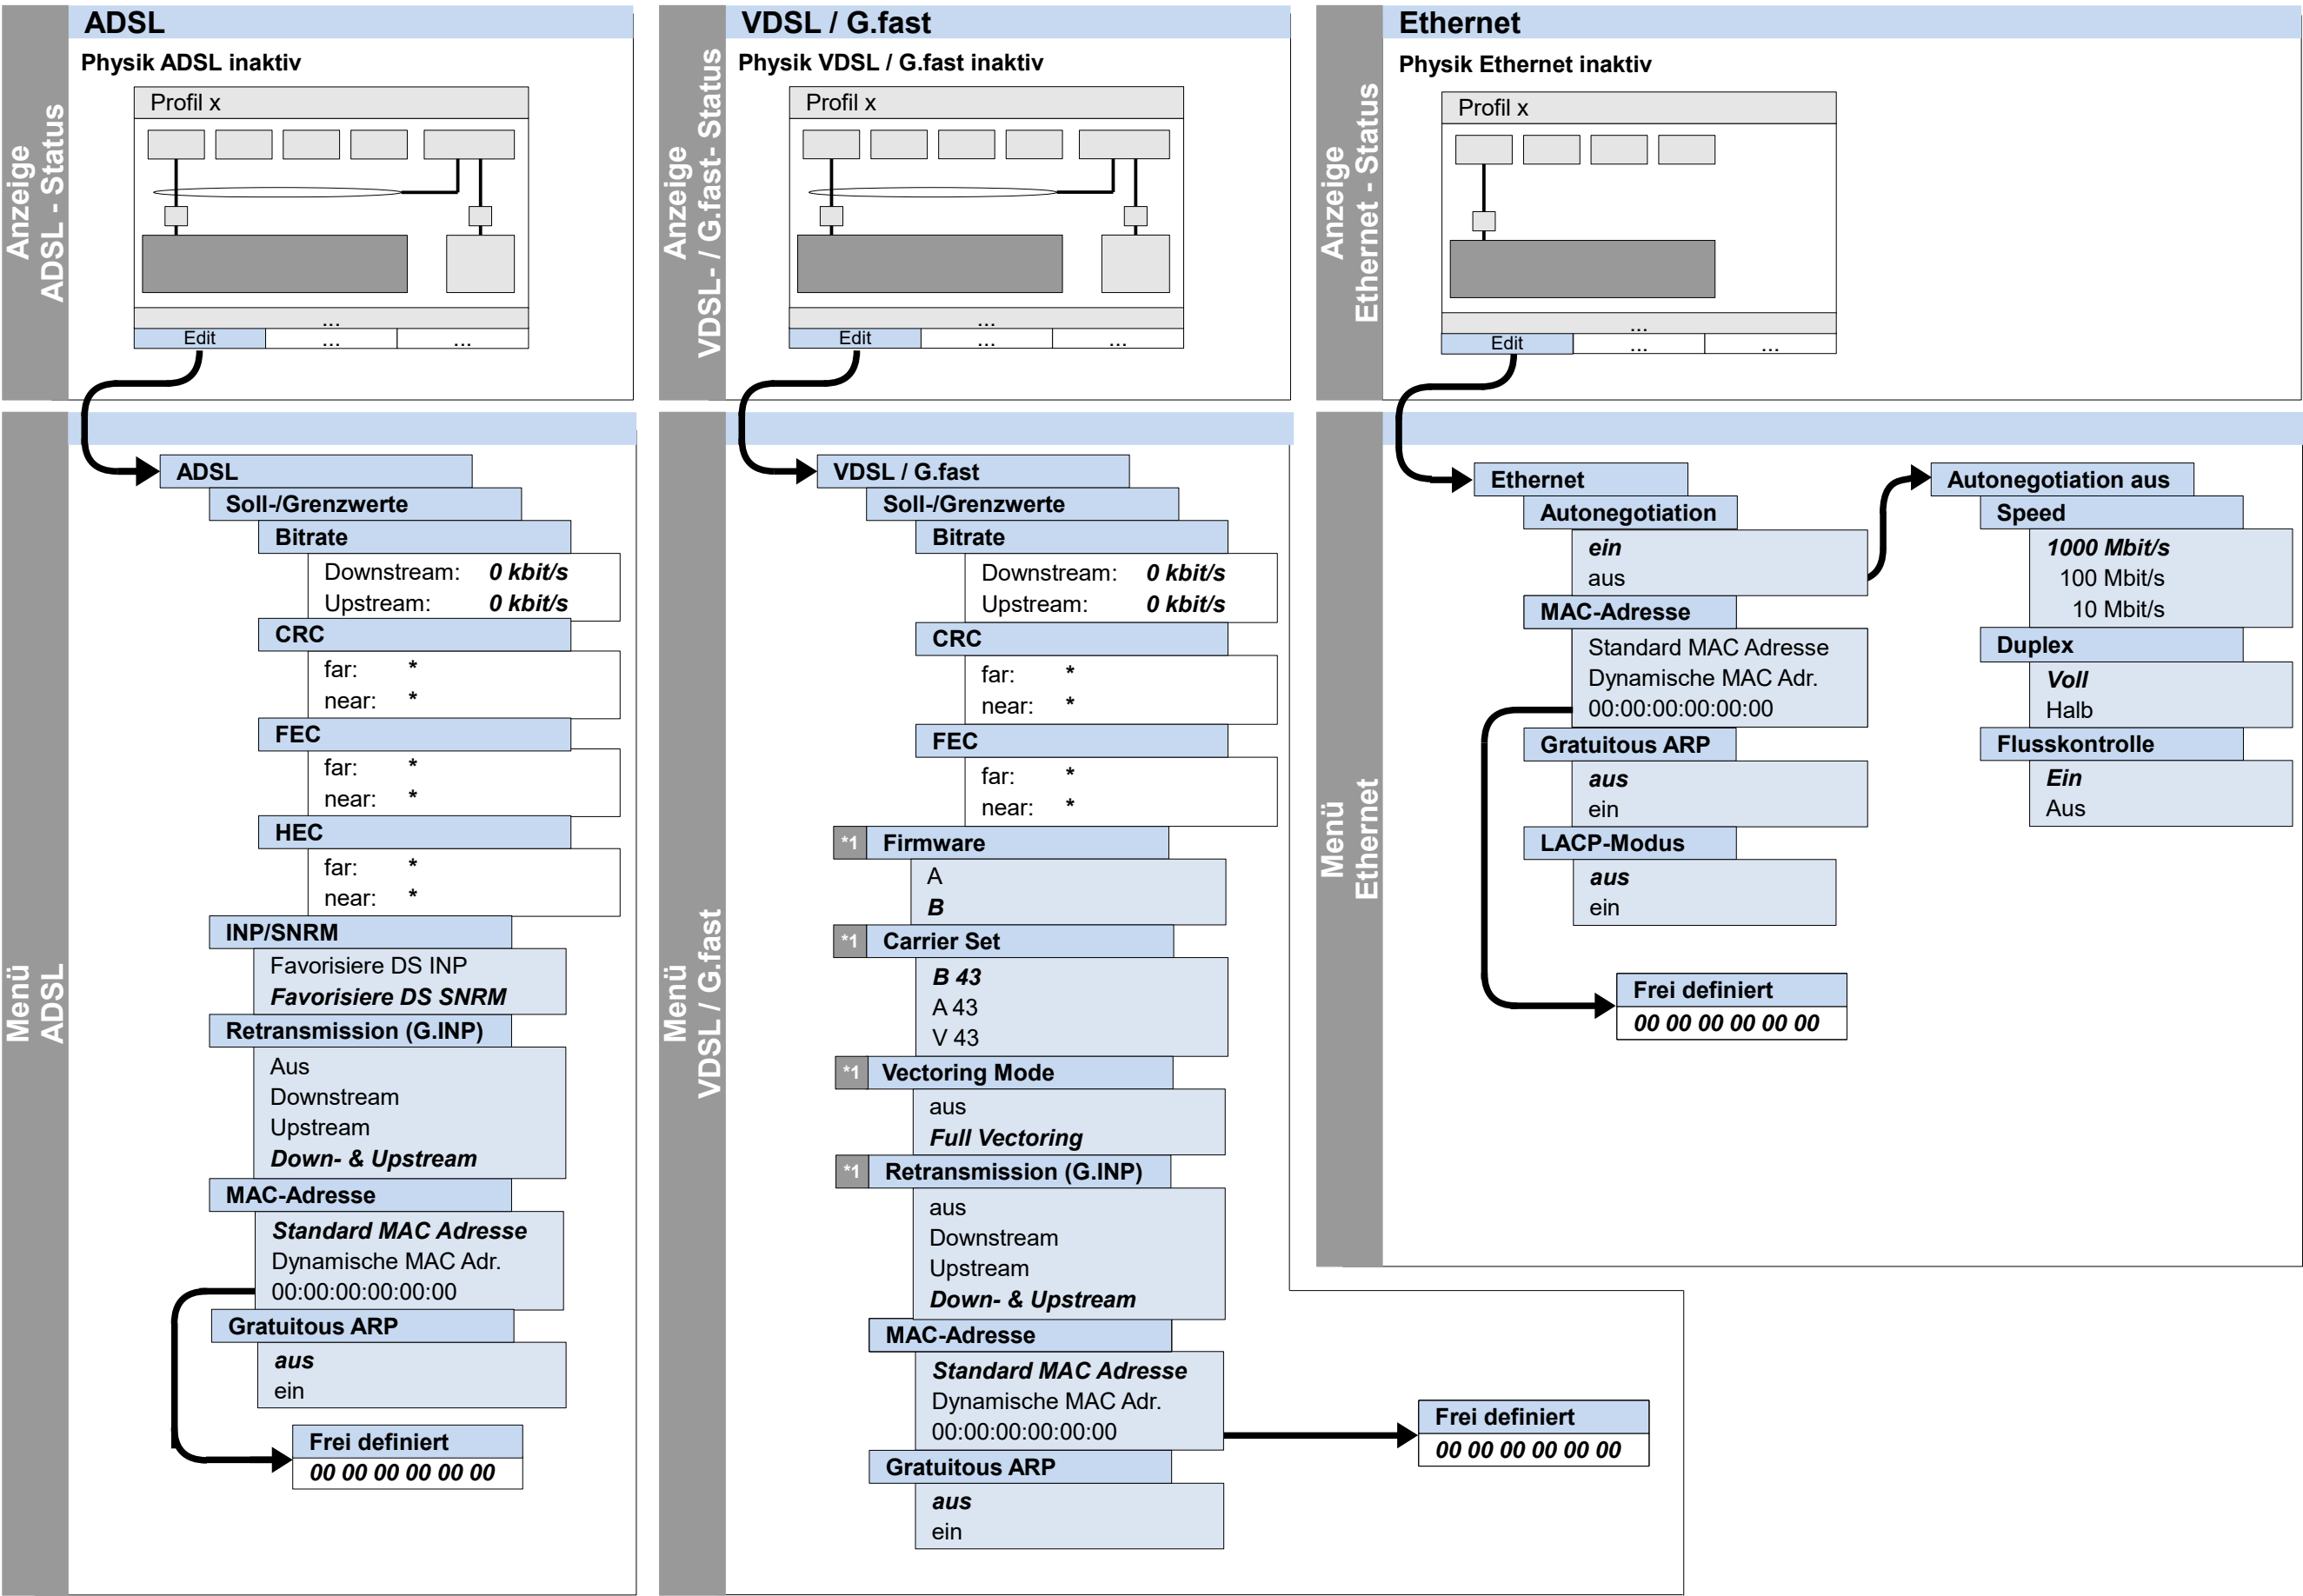 ADSL
Anzeige
ADSL - Status
Physik ADSL inaktiv
Profil x
...
Edit
...
...
Menü
ADSL
ADSL
Soll-/Grenzwerte
Bitrate
Downstream: 0 kbit/s
Upstream: 0 kbit/s
CRC
far: *
near: *
FEC
far: *
near: *
HEC
far: *
near: *
INP/SNRM
Favorisiere DS INP
Favorisiere DS SNRM
Retransmission (G.INP)
Aus
Downstream
Upstream
Down- & Upstream
MAC-Adresse
Standard MAC Adresse
Dynamische MAC Adr.
00:00:00:00:00:00
Gratuitous ARP
aus
ein
Frei definiert
00 00 00 00 00 00
VDSL / G.fast
Anzeige
VDSL- / G.fast- Status
Physik VDSL / G.fast inaktiv
Profil x
...
Edit
...
...
Menü
VDSL / G.fast
VDSL / G.fast
Soll-/Grenzwerte
Bitrate
Downstream: 0 kbit/s
Upstream: 0 kbit/s
CRC
far: *
near: *
FEC
far: *
near: *
*1 Firmware
A
B
*1 Carrier Set
B 43
A 43
V 43
*1 Vectoring Mode
aus
Full Vectoring
*1 Retransmission (G.INP)
aus
Downstream
Upstream
Down- & Upstream
MAC-Adresse
Standard MAC Adresse
Dynamische MAC Adr.
00:00:00:00:00:00
Gratuitous ARP
aus
ein
Frei definiert
00 00 00 00 00 00
Ethernet
Anzeige
Ethernet - Status
Physik Ethernet inaktiv
Profil x
...
Edit
...
...
Menü
Ethernet
Ethernet
Autonegotiation
ein
aus
MAC-Adresse
Standard MAC Adresse
Dynamische MAC Adr.
00:00:00:00:00:00
Gratuitous ARP
aus
ein
LACP-Modus
aus
ein
Frei definiert
00 00 00 00 00 00
Autonegotiation aus
Speed
1000 Mbit/s
100 Mbit/s
10 Mbit/s
Duplex
Voll
Halb
Flusskontrolle
Ein
Aus